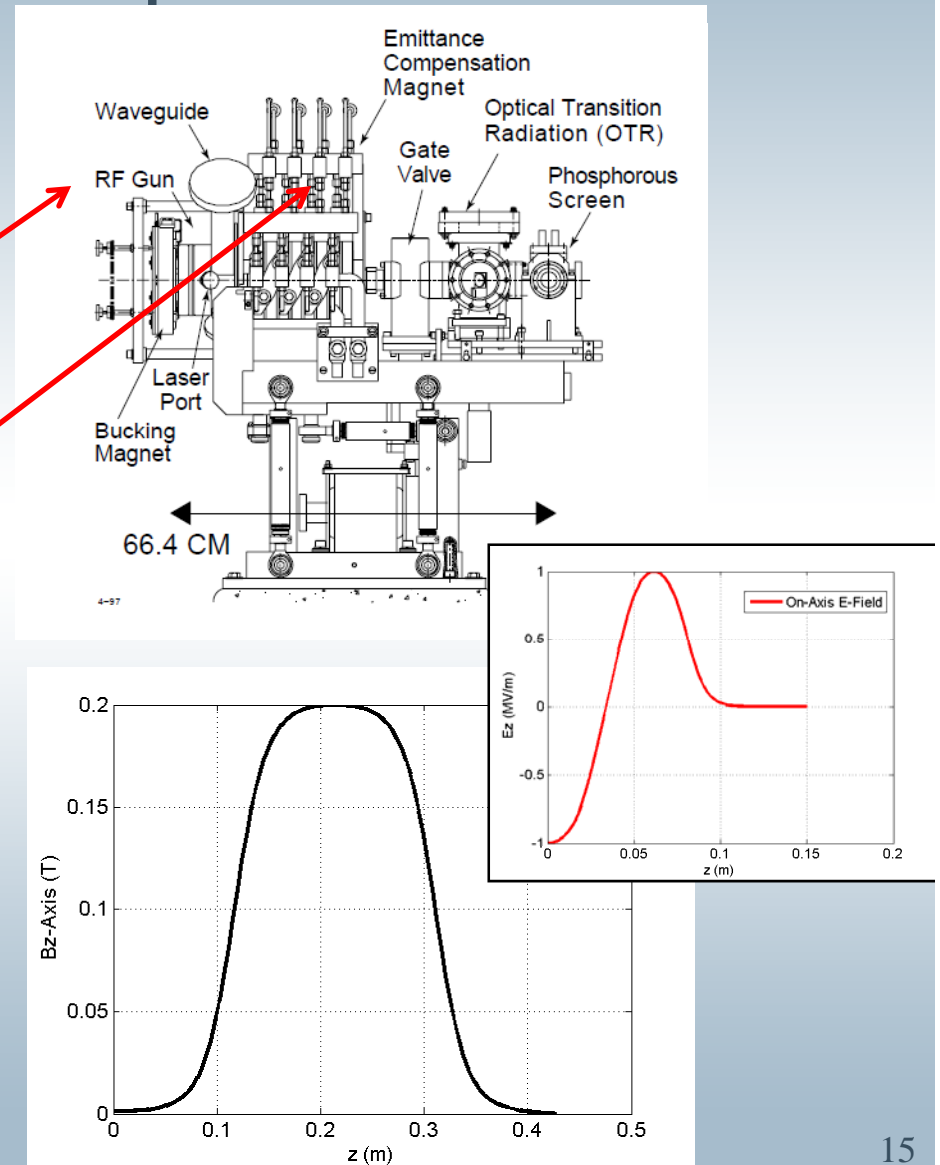 Emittance
Compensation
Magnet
Waveguide
Optical Transition
Radiation (OTR)
Gate
Valve
RF Gun
Phosphorous
Screen
Laser
Port
Bucking
Magnet
66.4 CM
4-97
1
0.5
0
-0.5
-1
Ez (MV/m)
On-Axis E-Field
0
0.05
0.1
0.15
0.2
z (m)
0.2
0.15
0.1
0.05
0
Bz-Axis (T)
0
0.1
0.2
0.3
0.4
0.5
z (m)
15